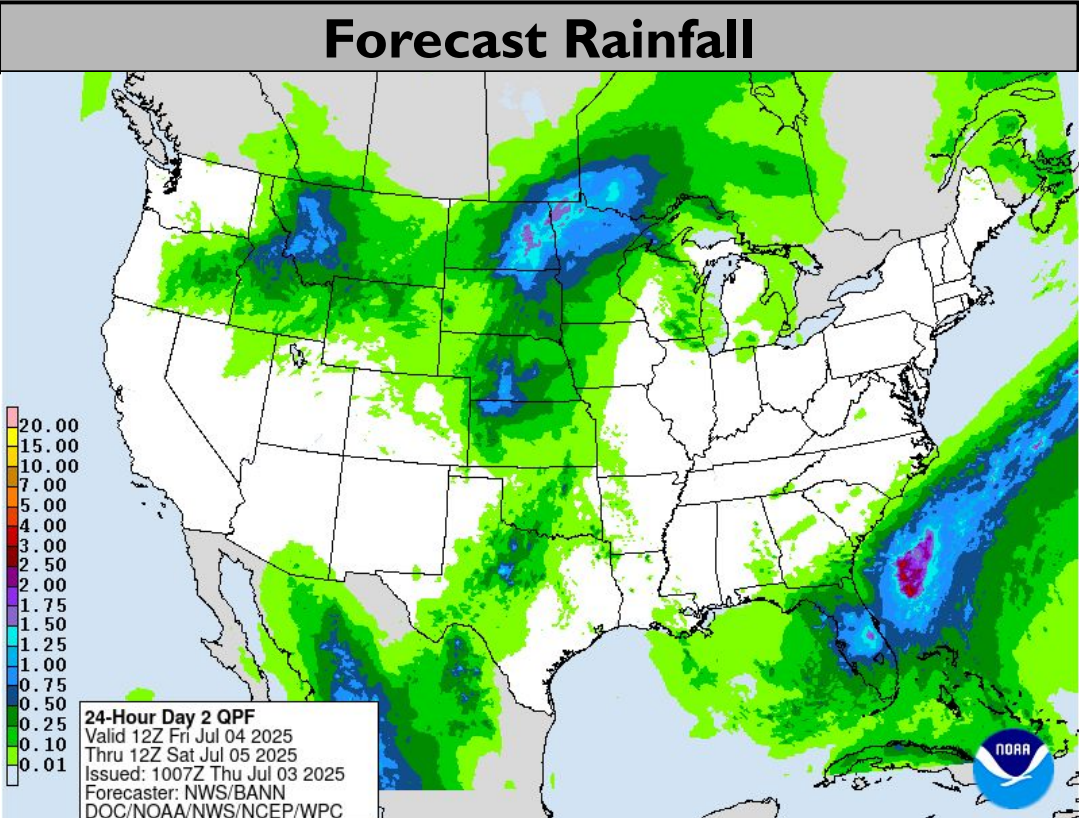 Forecast Rainfall
20.00
15.00
10.00
7.00
5.00
4.00
3.00
2.50
2.00
1.75
1.50
1.25
1.00
0.75
0.50
0.25
0.10
0.01
24-Hour Day 2 QPF
Valid 12Z Fri Jul 04 2025
Thru 12Z Sat Jul 05 2025
Issued: 1007Z Thu Jul 03 2025
Forecaster: NWS/BANN
DOC/NOAA/NWS/NCEP/WPC
NOAA